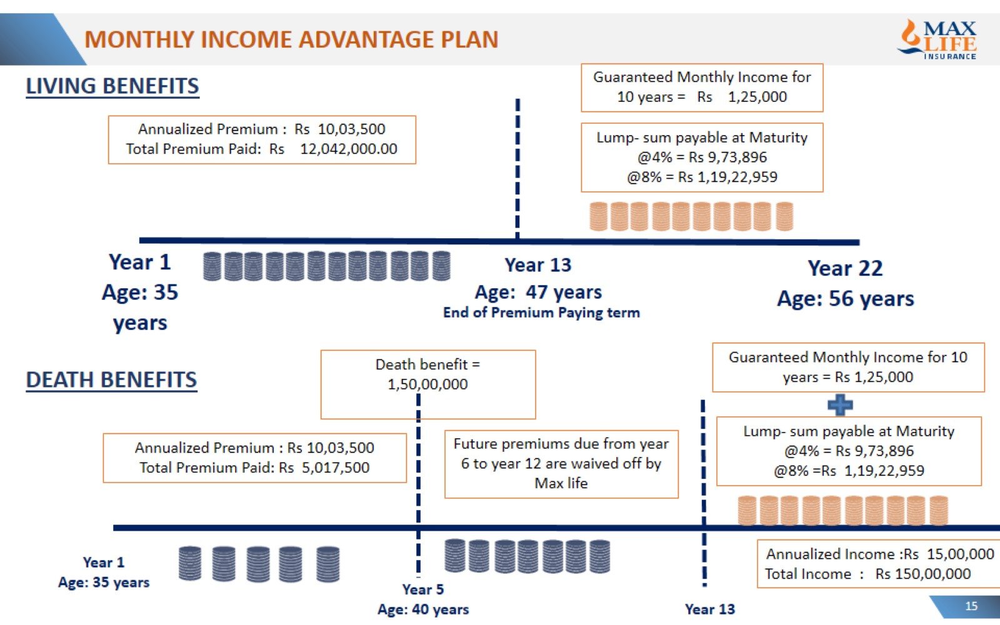 MONTHLY INCOME ADVANTAGE PLAN
MAX
LIFE
INSURANCE
LIVING BENEFITS
Guaranteed Monthly Income for
10 years = Rs 1,25,000
Annualized Premium : Rs 10,03,500
Total Premium Paid: Rs 12,042,000.00
Lump- sum payable at Maturity
@4% = Rs 9,73,896
@8% = Rs 1,19,22,959
Year 1
Age: 35
years
Year 13
Age: 47 years
End of Premium Paying term
Year 22
Age: 56 years
DEATH BENEFITS
Death benefit =
1,50,00,000
Guaranteed Monthly Income for 10
years = Rs 1,25,000
Annualized Premium : Rs 10,03,500
Total Premium Paid: Rs 5,017,500
Future premiums due from year
6 to year 12 are waived off by
Max life
Lump- sum payable at Maturity
@4% = Rs 9,73,896
@8% =Rs 1,19,22,959
Year 1
Age: 35 years
Year 5
Age: 40 years
Year 13
Annualized Income :Rs 15,00,000
Total Income : Rs 150,00,000
15